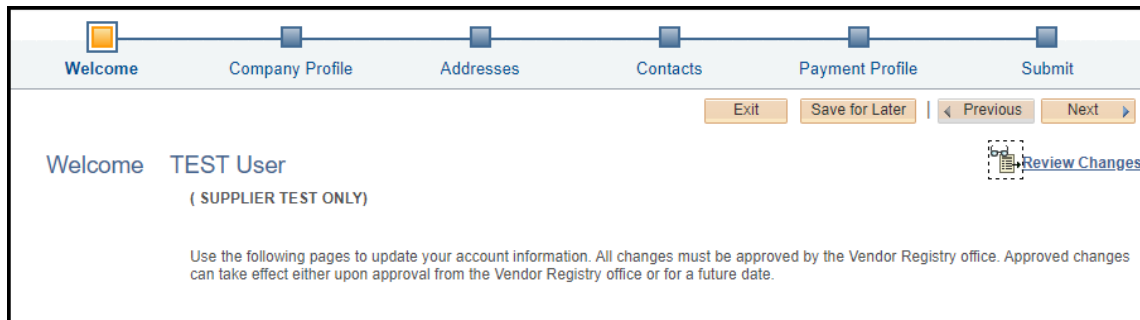 Welcome Company Profile Addresses Contacts Payment Profile Submit
Exit Save for Later | Previous Next
Welcome TEST User Review Changes
( SUPPLIER TEST ONLY)
Use the following pages to update your account information. All changes must be approved by the Vendor Registry office. Approved changes
can take effect either upon approval from the Vendor Registry office or for a future date.